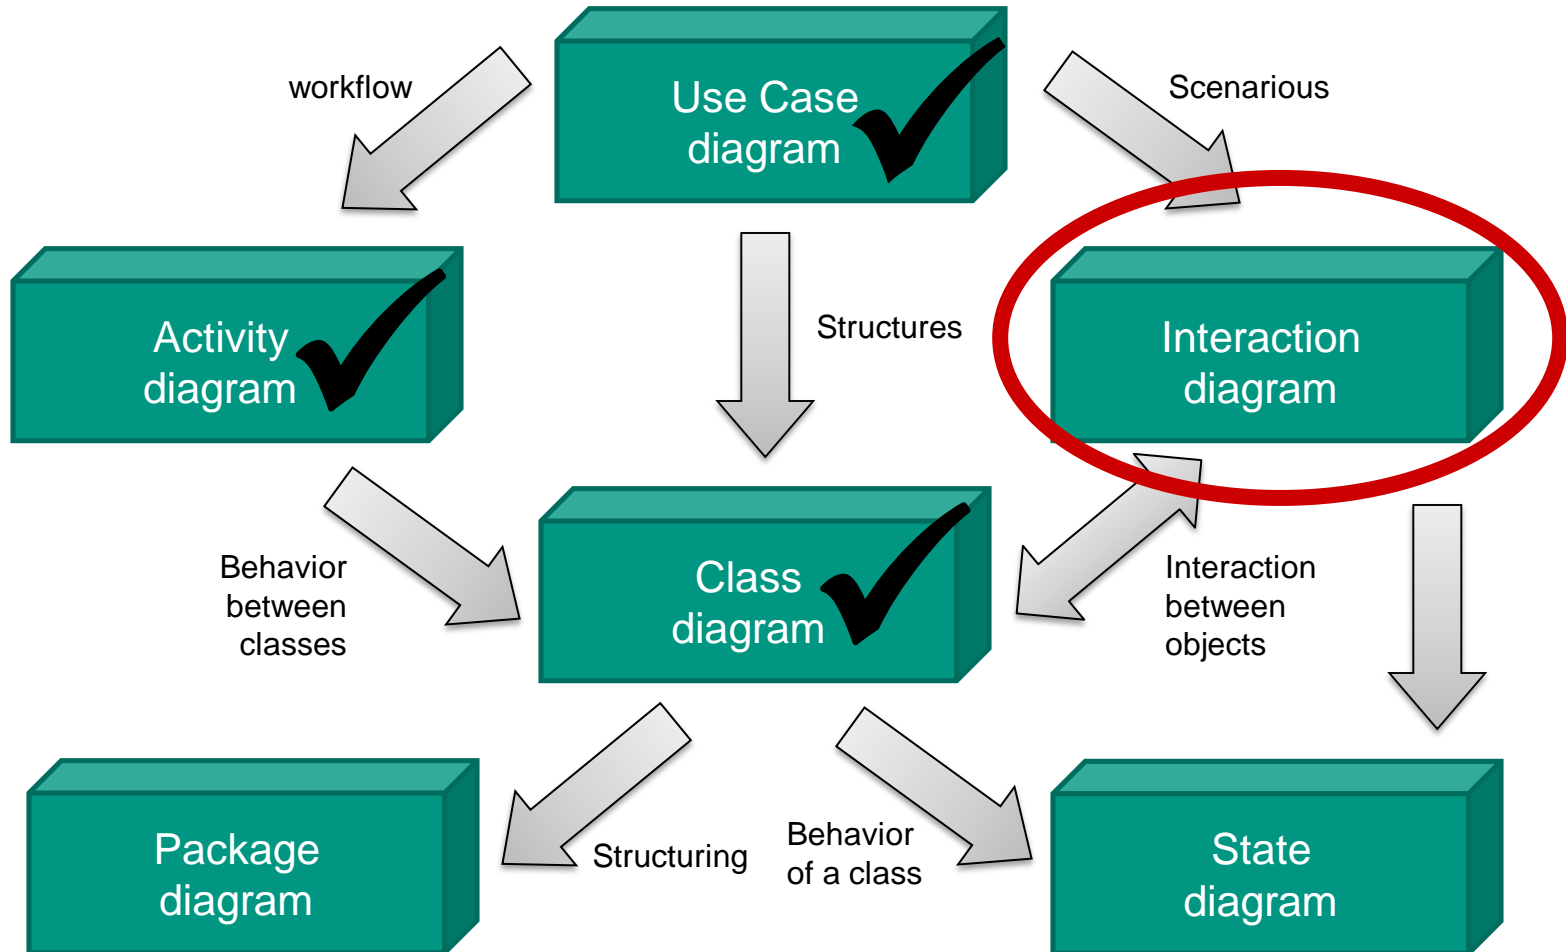 workflow
Use Case
diagram
Scenarious
Activity
diagram
Structures
Interaction
diagram
Behavior
between
classes
Class
diagram
Interaction
between
objects
Package
diagram
Structuring
Behavior
of a class
State
diagram